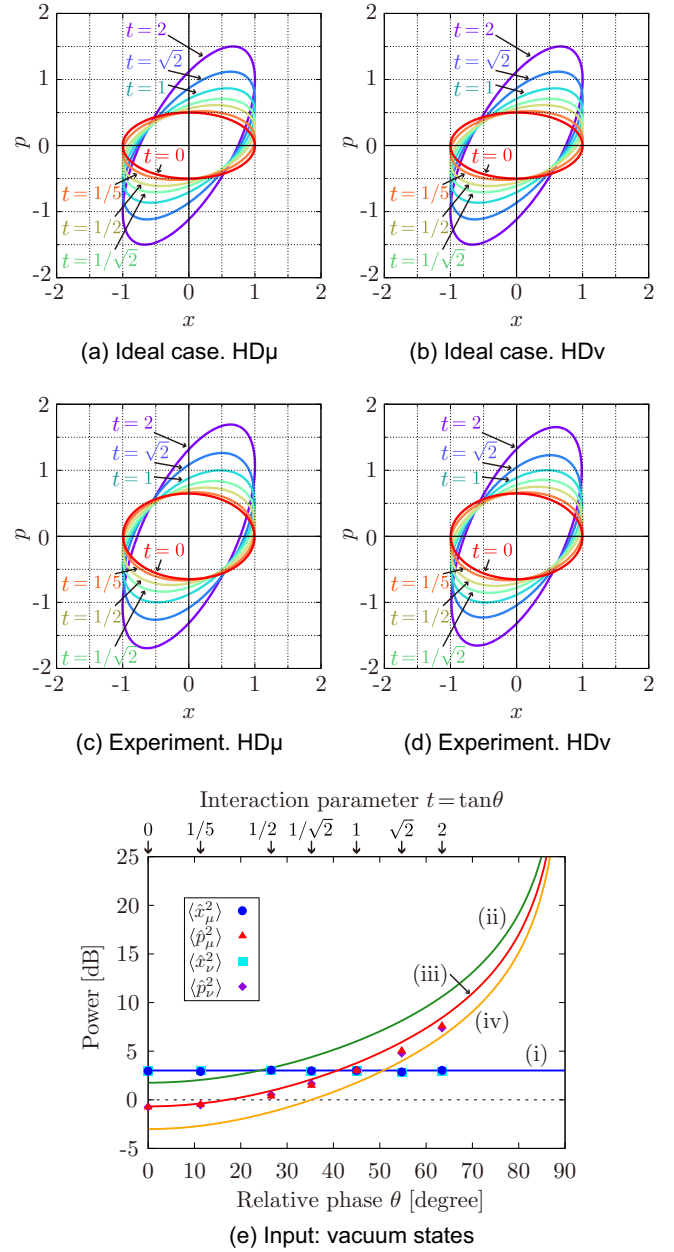 2
1
0
-1
-2
p
t=2
t=√2
t=1
t=0
t=1/5
t=1/2
t=1/√2
-2 -1 0 1 2
x
(a) Ideal case. HDμ
2
1
0
-1
-2
p
t=2
t=√2
t=1
t=0
t=1/5
t=1/2
t=1/√2
-2 -1 0 1 2
x
(b) Ideal case. HDν
2
1
0
-1
-2
p
t=2
t=√2
t=1
t=0
t=1/5
t=1/2
t=1/√2
-2 -1 0 1 2
x
(c) Experiment. HDμ
2
1
0
-1
-2
p
t=2
t=√2
t=1
t=0
t=1/5
t=1/2
t=1/√2
-2 -1 0 1 2
x
(d) Experiment. HDν
Interaction parameter t=tanθ
0 1/5 1/2 1/√2 1 √2 2
25
20
15
10
5
0
-5
Power [dB]
⟨x̂²_μ⟩
⟨p̂²_μ⟩
⟨x̂²_ν⟩
⟨p̂²_ν⟩
(ii)
(iii)
(iv)
(i)
0 10 20 30 40 50 60 70 80 90
Relative phase θ [degree]
(e) Input: vacuum states